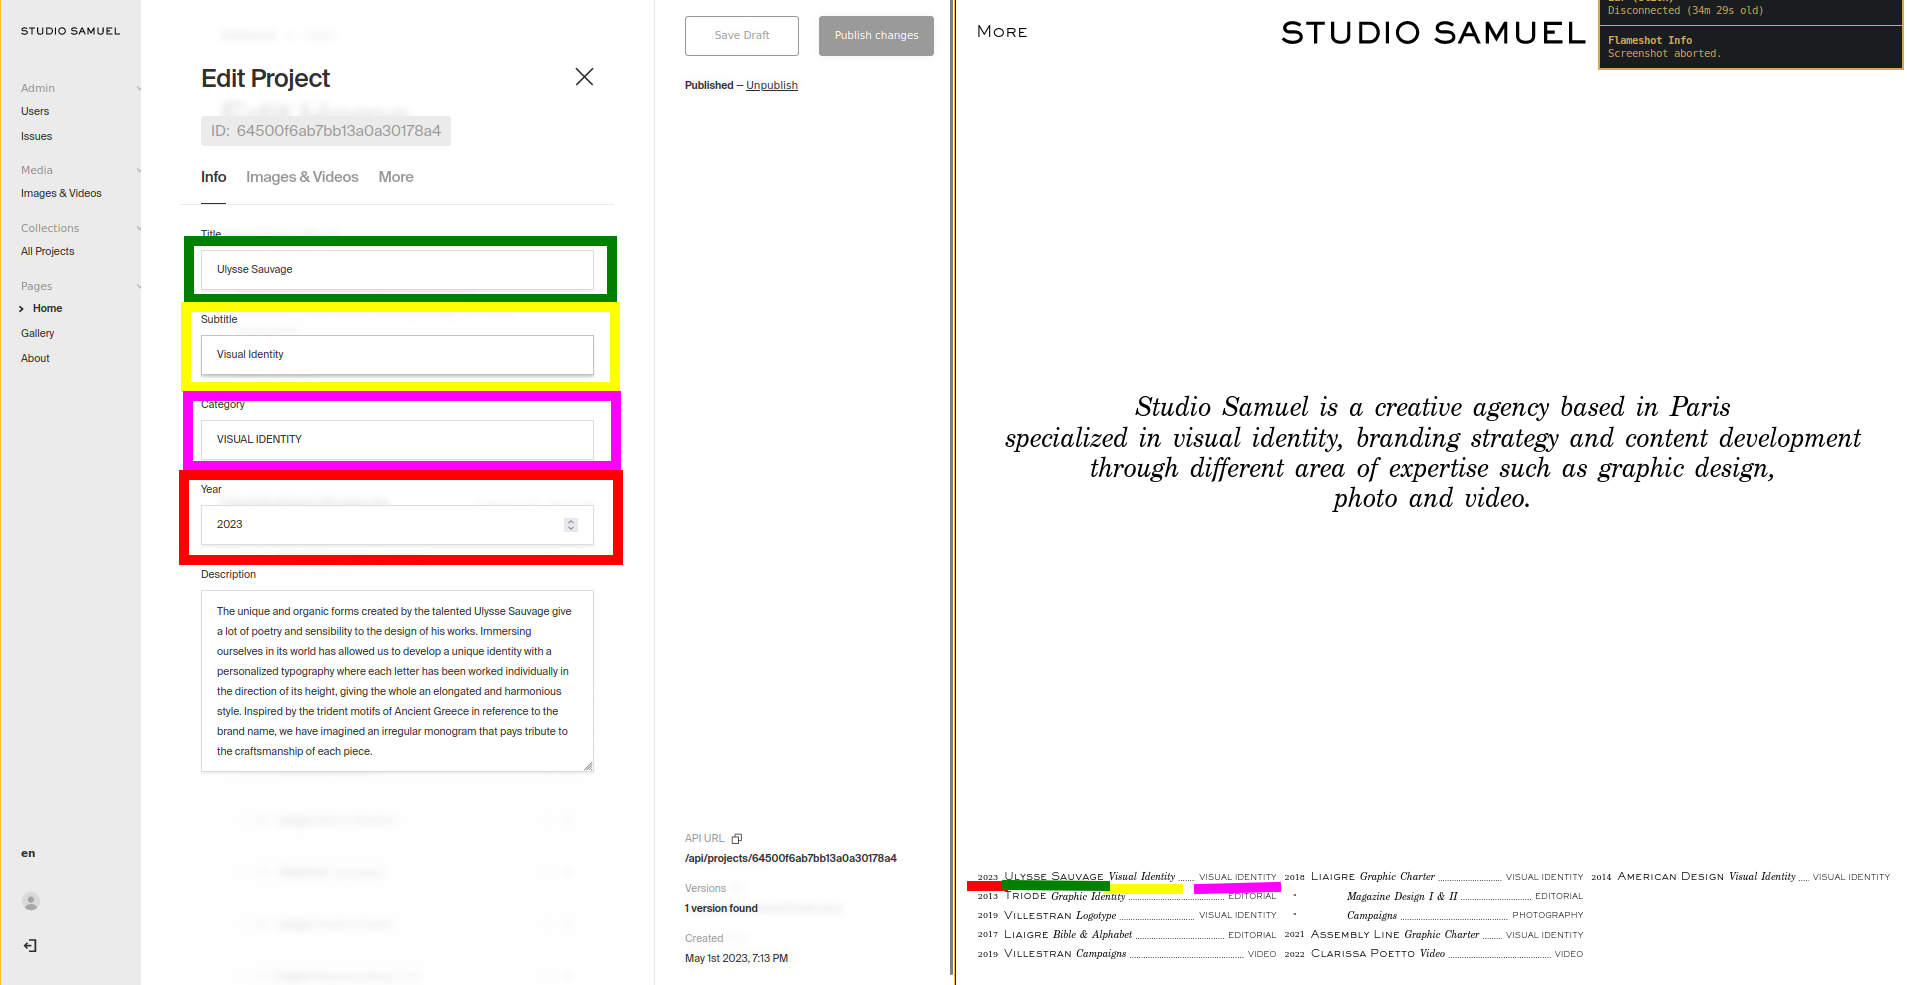 STUDIO SAMUEL
Admin
Users
Issues
Media
Images & Videos
Collections
All Projects
Pages
Home
Gallery
About
en
Edit Project
ID: 64500f6ab7bb13a0a30178a4
Info Images & Videos More
Title
Ulysse Sauvage
Subtitle
Visual Identity
Category
VISUAL IDENTITY
Year
2023
Description
The unique and organic forms created by the talented Ulysse Sauvage give
a lot of poetry and sensibility to the design of his works. Immersing
ourselves in its world has allowed us to develop a unique identity with a
personalized typography where each letter has been worked individually in
the direction of its height, giving the whole an elongated and harmonious
style. Inspired by the trident motifs of Ancient Greece in reference to the
brand name, we have imagined an irregular monogram that pays tribute to
the craftsmanship of each piece.
Save Draft Publish changes
Published — Unpublish
API URL
/api/projects/64500f6ab7bb13a0a30178a4
Versions
1 version found
Created
May 1st 2023, 7:13 PM
MORE
STUDIO SAMUEL
Disconnected (34m 29s old)
Flameshot Info
Screenshot aborted.
Studio Samuel is a creative agency based in Paris
specialized in visual identity, branding strategy and content development
through different area of expertise such as graphic design,
photo and video.
2023 ULYSSE SAUVAGE Visual Identity ...... VISUAL IDENTITY
2013 TRIODE Graphic Identity ...... EDITORIAL
2019 VILLESTRAN Logotype ...... VISUAL IDENTITY
2017 LIAIGRE Bible & Alphabet ...... EDITORIAL
2019 VILLESTRAN Campaigns ...... VIDEO
2018 LIAIGRE Graphic Charter ...... VISUAL IDENTITY
" Magazine Design I & II ...... EDITORIAL
" Campaigns ...... PHOTOGRAPHY
2021 ASSEMBLY LINE Graphic Charter ...... VISUAL IDENTITY
2022 CLARISSA POETTO Video ...... VIDEO
2014 AMERICAN DESIGN Visual Identity .... VISUAL IDENTITY